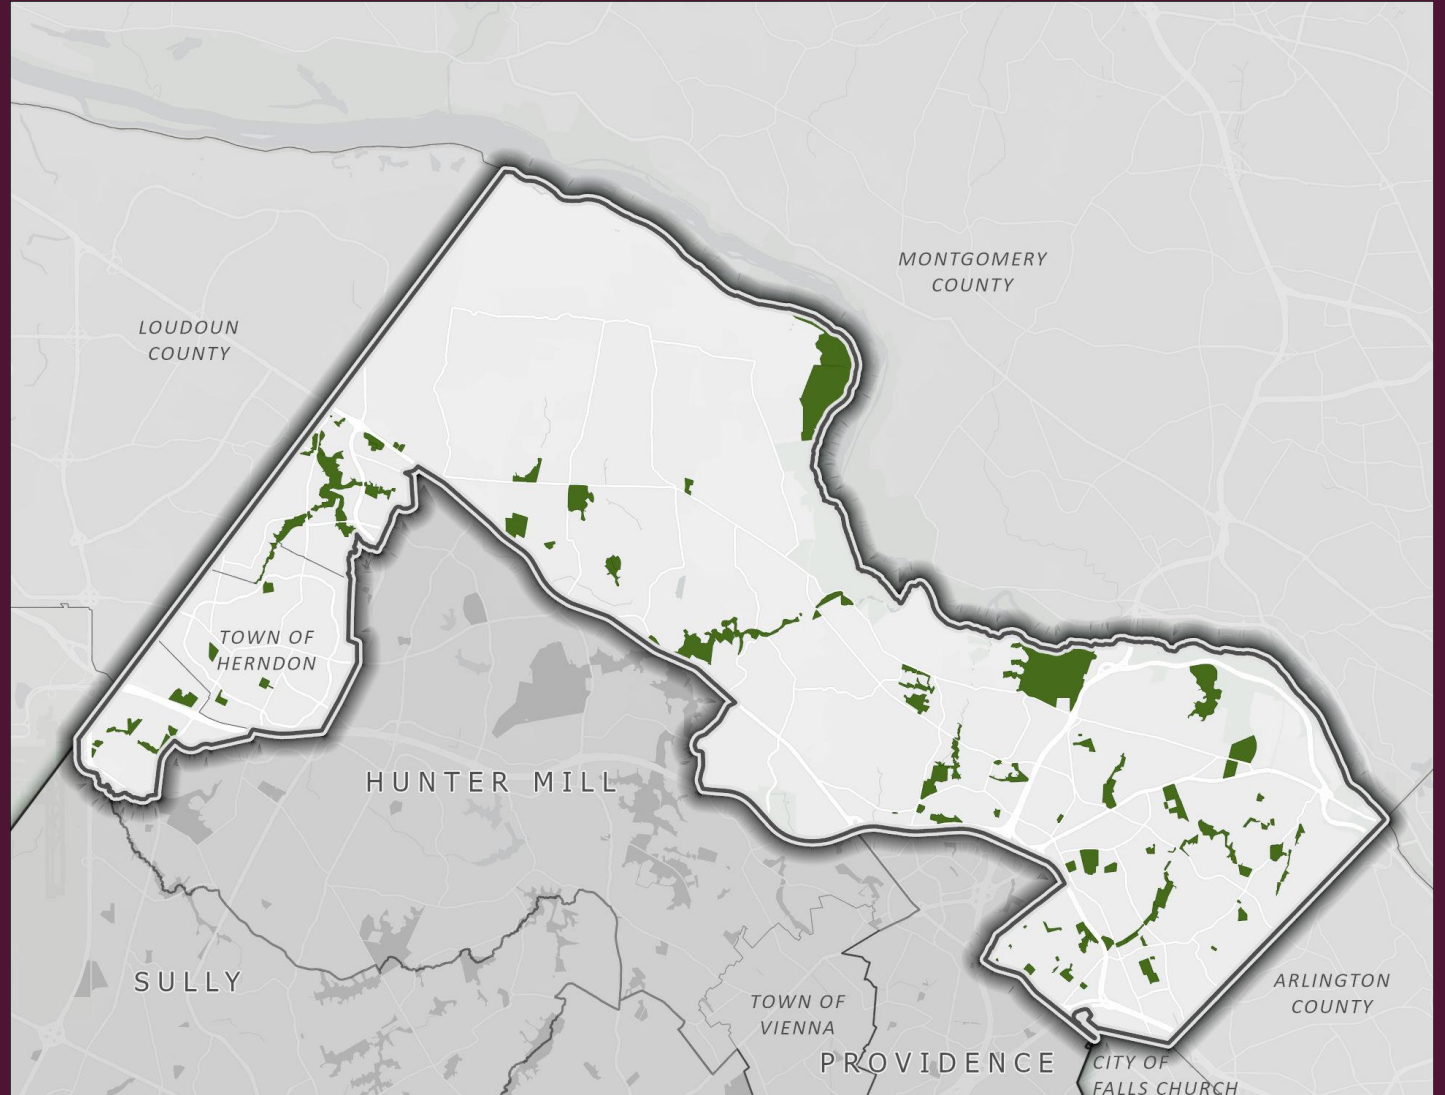 MONTGOMERY
COUNTY
LOUDOUN
COUNTY
TOWN OF
HERNDON
HUNTER MILL
SULLY
ARLINGTON
COUNTY
TOWN OF
VIENNA
PROVIDENCE
CITY OF
FALLS CHURCH